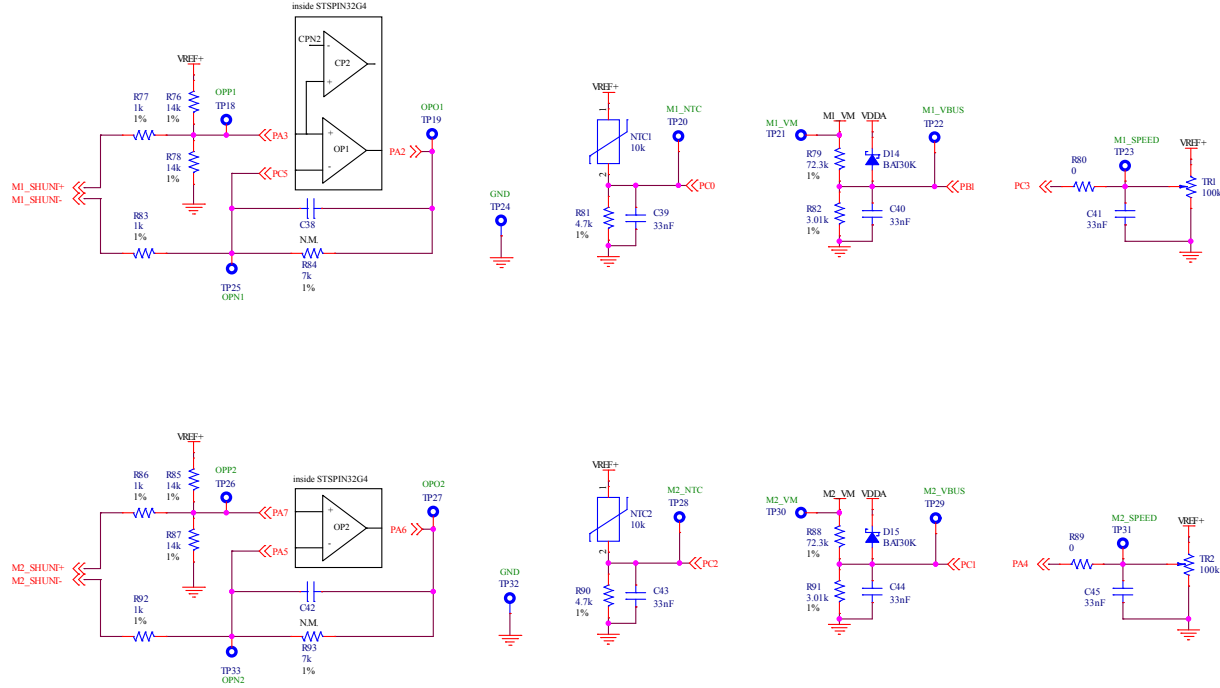 inside STSPIN32G4
CPN2
-
CP2
+
+
OP1
-
VREF+
R77
1k
1%
R76
14k
1%
OPP1
TP18
PA3
R78
14k
1%
PC5
OPO1
TP19
PA2
M1_SHUNT+
M1_SHUNT-
R83
1k
1%
C38
N.M.
R84
7k
1%
TP25
OPN1
GND
TP24
VREF+
1
NTC1
10k
2
M1_NTC
TP20
PC0
R81
4.7k
1%
C39
33nF
M1_VM
TP21
M1_VM
VDDA
R79
72.3k
1%
D14
BAT30K
M1_VBUS
TP22
PB1
R82
3.01k
1%
C40
33nF
M1_SPEED
TP23
VREF+
R80
0
PC3
TR1
100k
C41
33nF
VREF+
R86
1k
1%
R85
14k
1%
OPP2
TP26
inside STSPIN32G4
+
OP2
-
PA7
R87
14k
1%
PA5
OPO2
TP27
PA6
M2_SHUNT+
M2_SHUNT-
R92
1k
1%
C42
N.M.
R93
7k
1%
TP33
OPN2
GND
TP32
VREF+
1
NTC2
10k
2
M2_NTC
TP28
PC2
R90
4.7k
1%
C43
33nF
M2_VM
TP30
M2_VM
VDDA
R88
72.3k
1%
D15
BAT30K
M2_VBUS
TP29
PC1
R91
3.01k
1%
C44
33nF
M2_SPEED
TP31
VREF+
R89
0
PA4
TR2
100k
C45
33nF